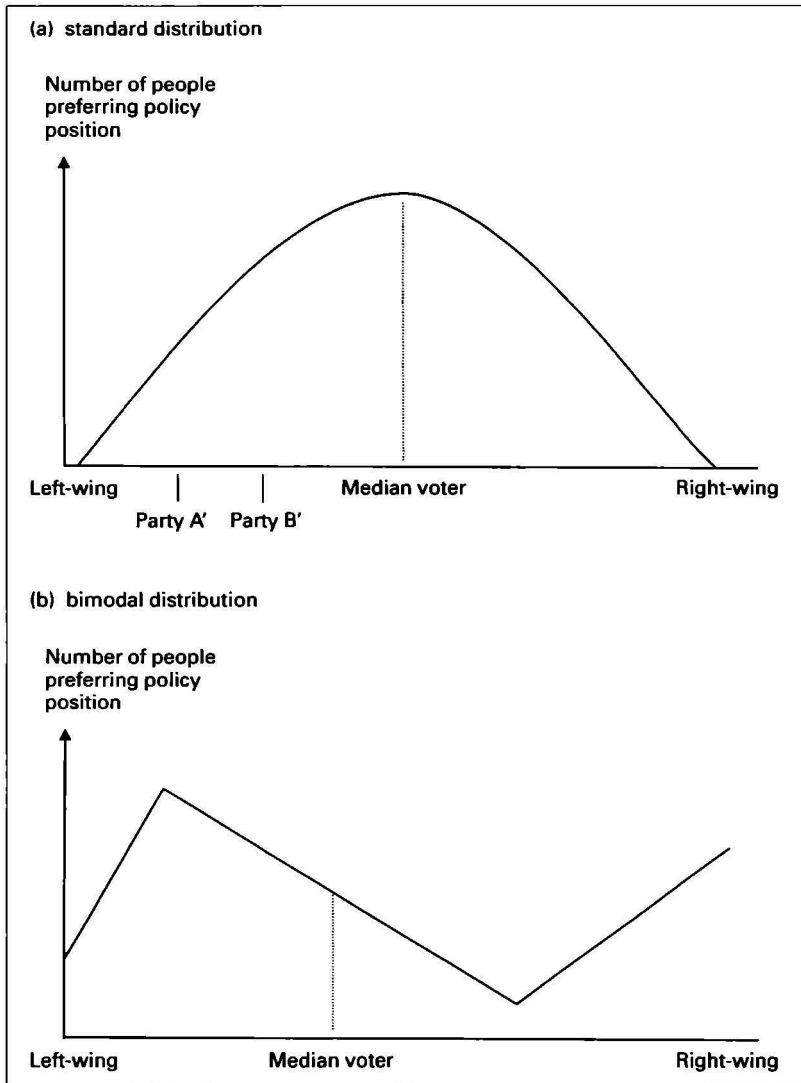 (a) standard distribution
Number of people
preferring policy
position
Left-wing
Median voter
Right-wing
Party A'
Party B'
(b) bimodal distribution
Number of people
preferring policy
position
Left-wing
Median voter
Right-wing